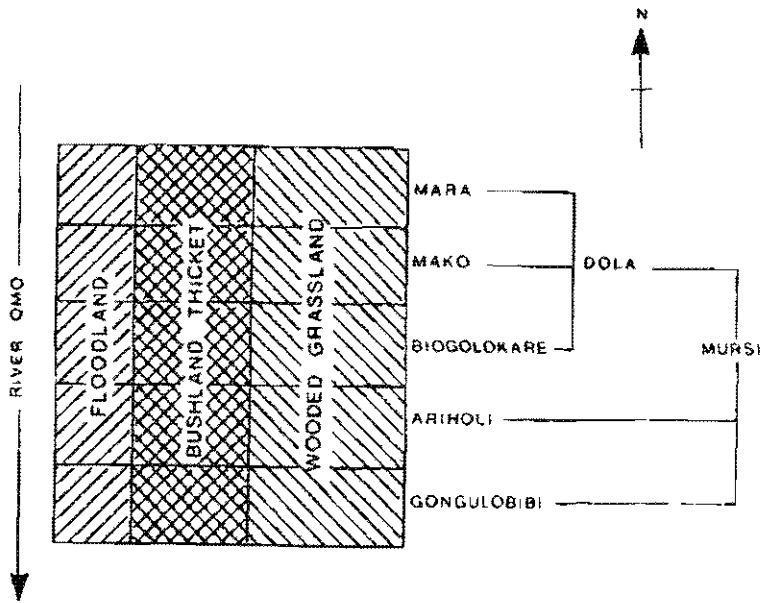 N
RIVER OMO
FLOODLAND
BUSHLAND THICKET
WOODED GRASSLAND
MARA
MAKO
DOLA
BIOGOLOKARE
MURSI
ARIHOLI
GONGULOBIBI